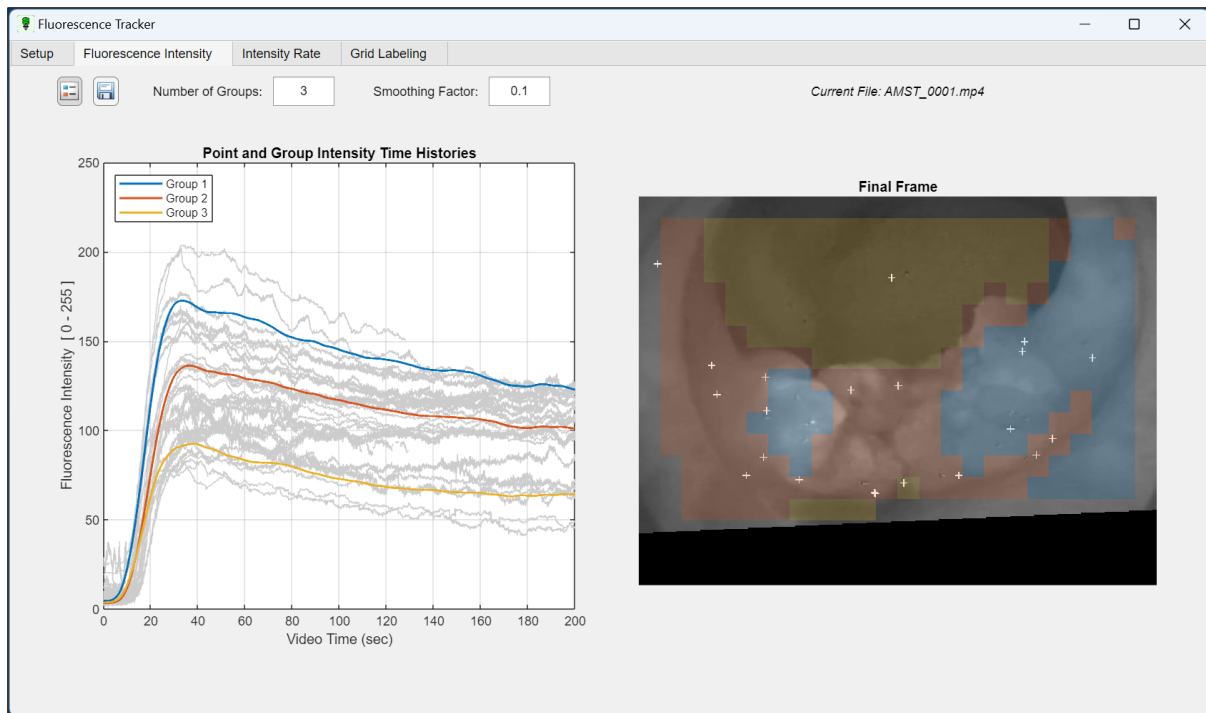 Fluorescence Tracker
Setup Fluorescence Intensity Intensity Rate Grid Labeling
Number of Groups: 3 Smoothing Factor: 0.1 Current File: AMST_0001.mp4
Point and Group Intensity Time Histories
Final Frame
Group 1
Group 2
Group 3
Fluorescence Intensity [ 0 - 255 ]
250
200
150
100
50
0
0 20 40 60 80 100 120 140 160 180 200
Video Time (sec)